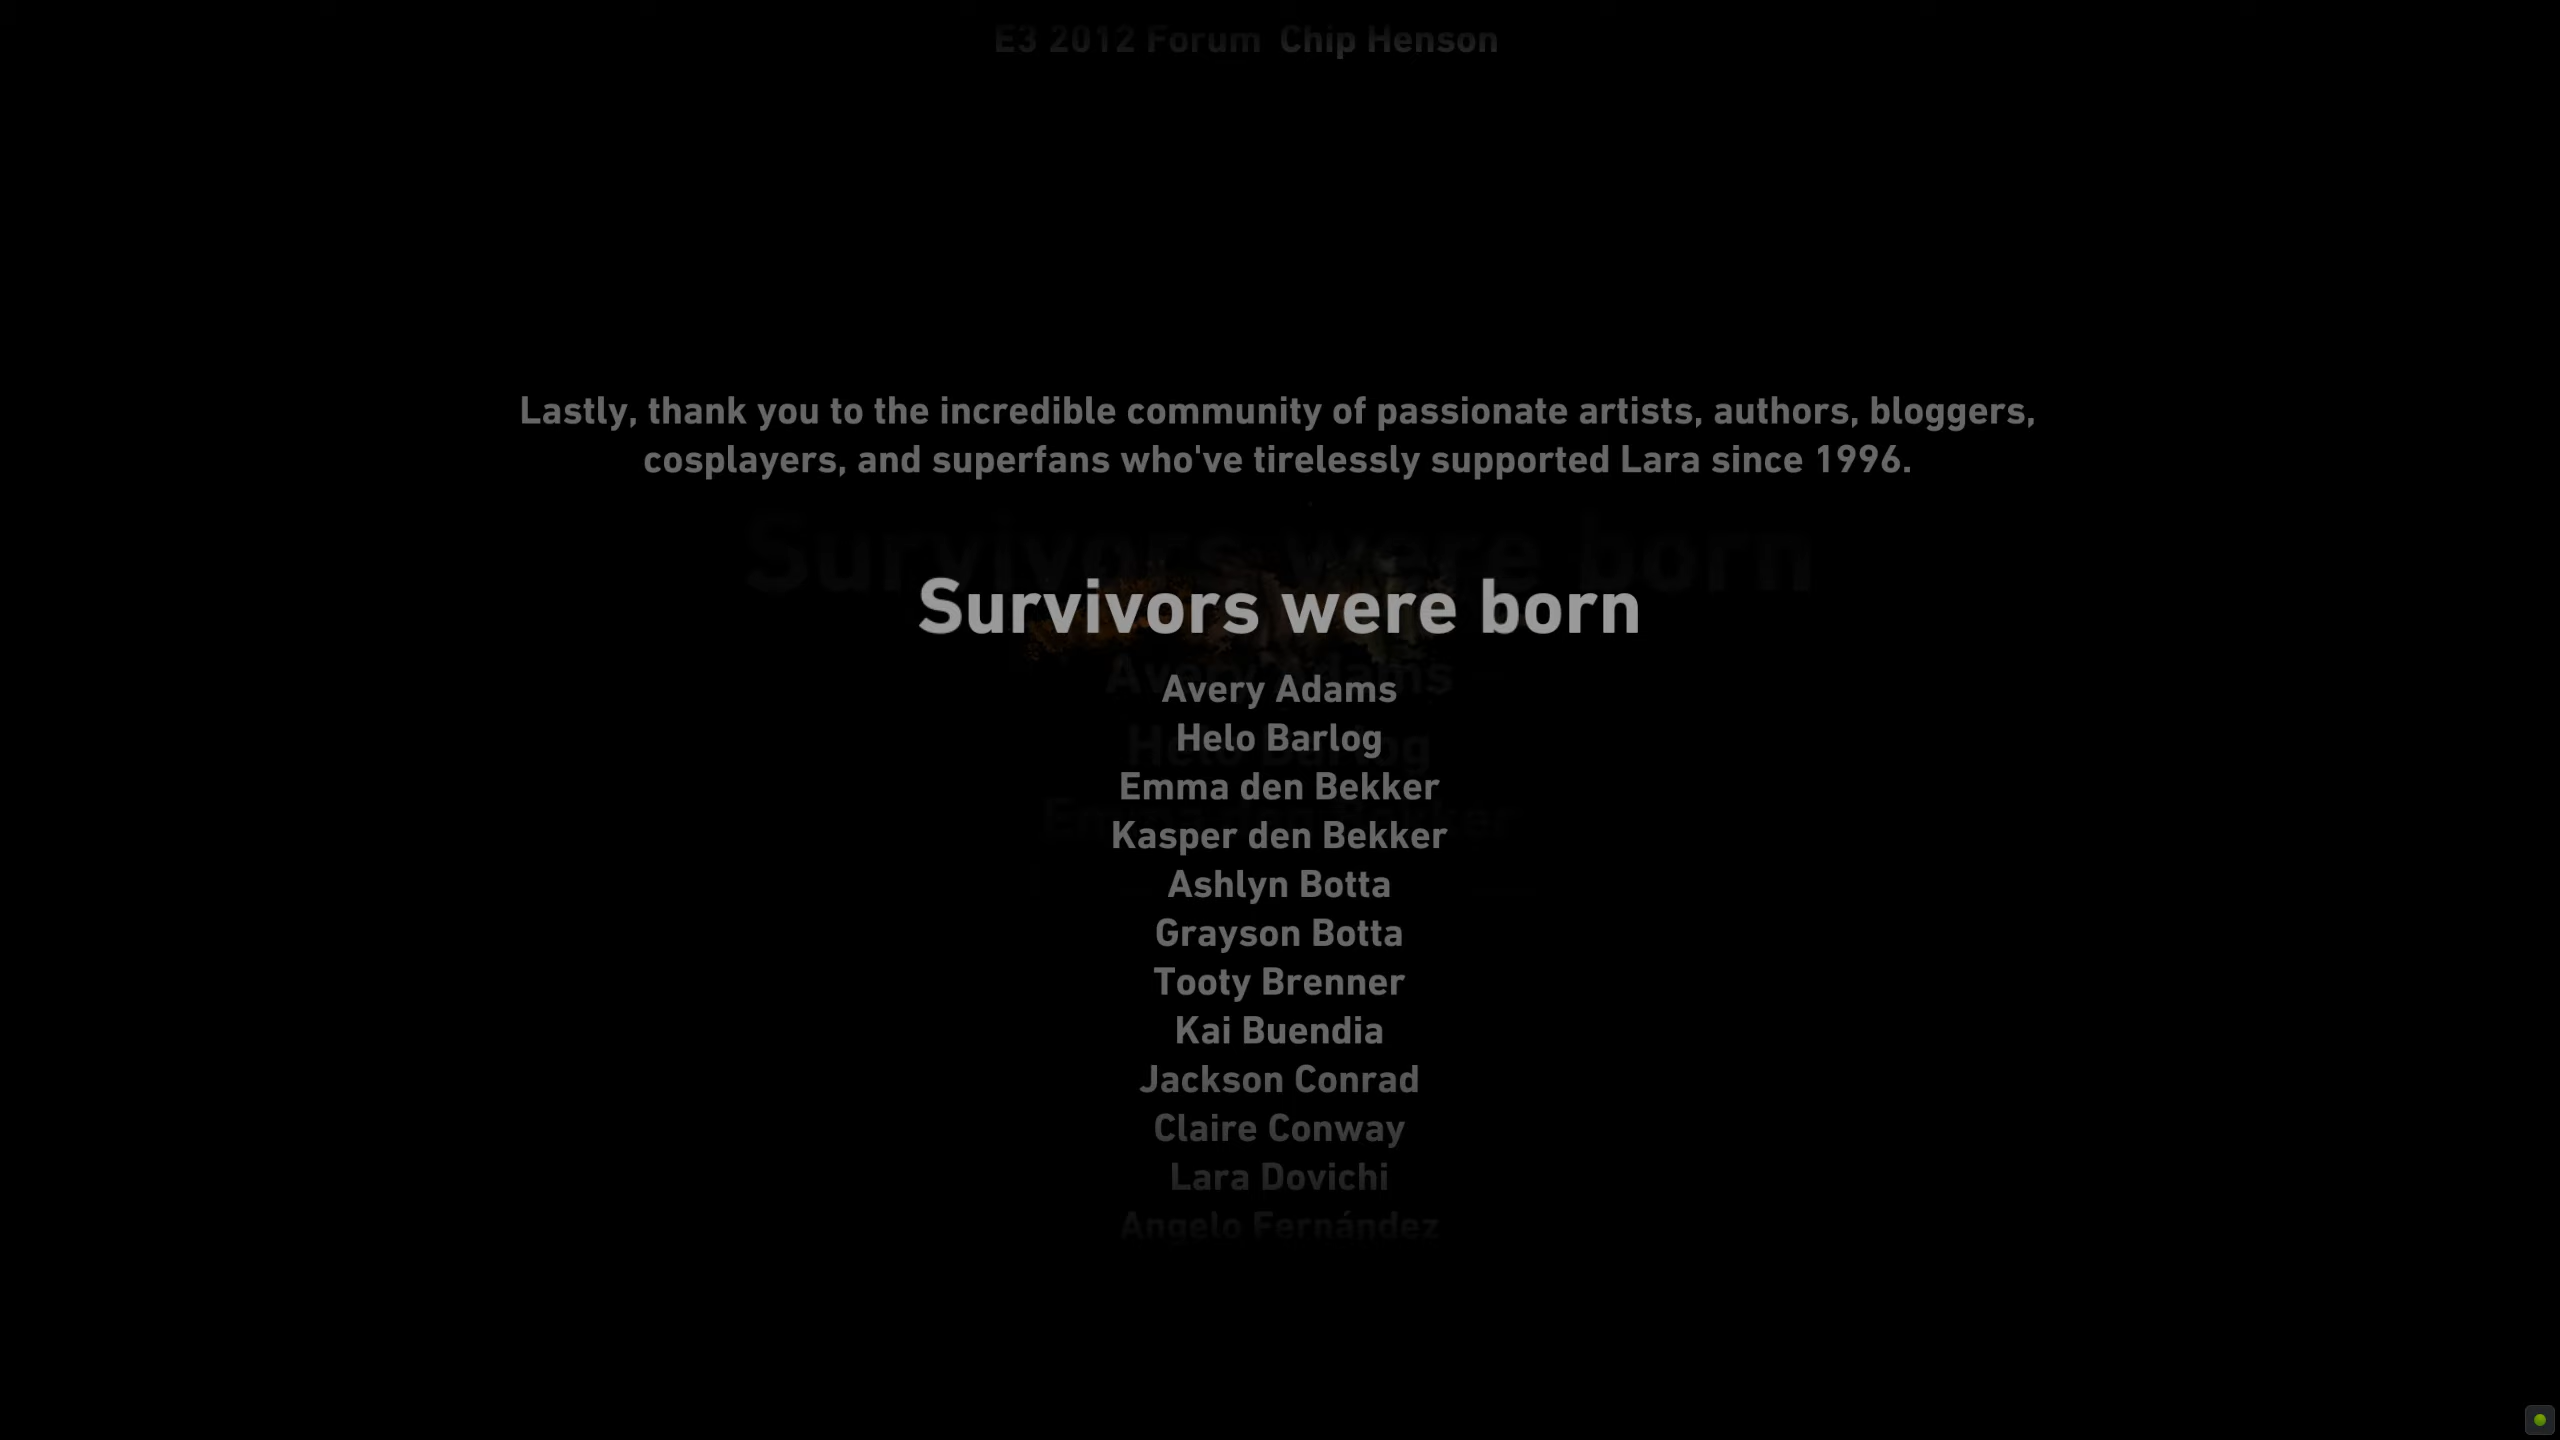 E3 2012 Forum Chip Henson
Lastly, thank you to the incredible community of passionate artists, authors, bloggers,
cosplayers, and superfans who've tirelessly supported Lara since 1996.
Survivors were born
Avery Adams
Helo Barlog
Emma den Bekker
Kasper den Bekker
Ashlyn Botta
Grayson Botta
Tooty Brenner
Kai Buendia
Jackson Conrad
Claire Conway
Lara Dovichi
Angelo Fernández